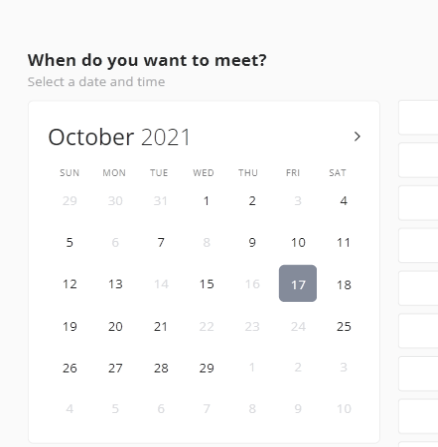 When do you want to meet?
Select a date and time
October 2021
SUN MON TUE WED THU FRI SAT
29 30 31 1 2 3 4
5 6 7 8 9 10 11
12 13 14 15 16 17 18
19 20 21 22 23 24 25
26 27 28 29 1 2 3
4 5 6 7 8 9 10